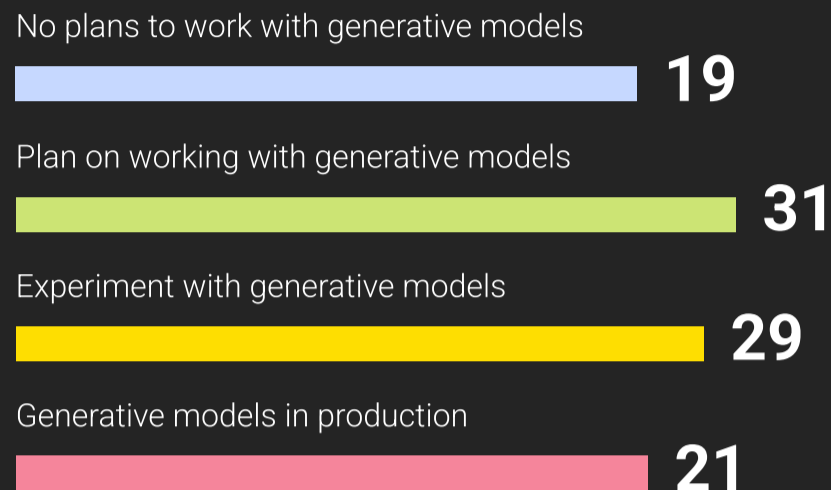 No plans to work with generative models
19
Plan on working with generative models
31
Experiment with generative models
29
Generative models in production
21